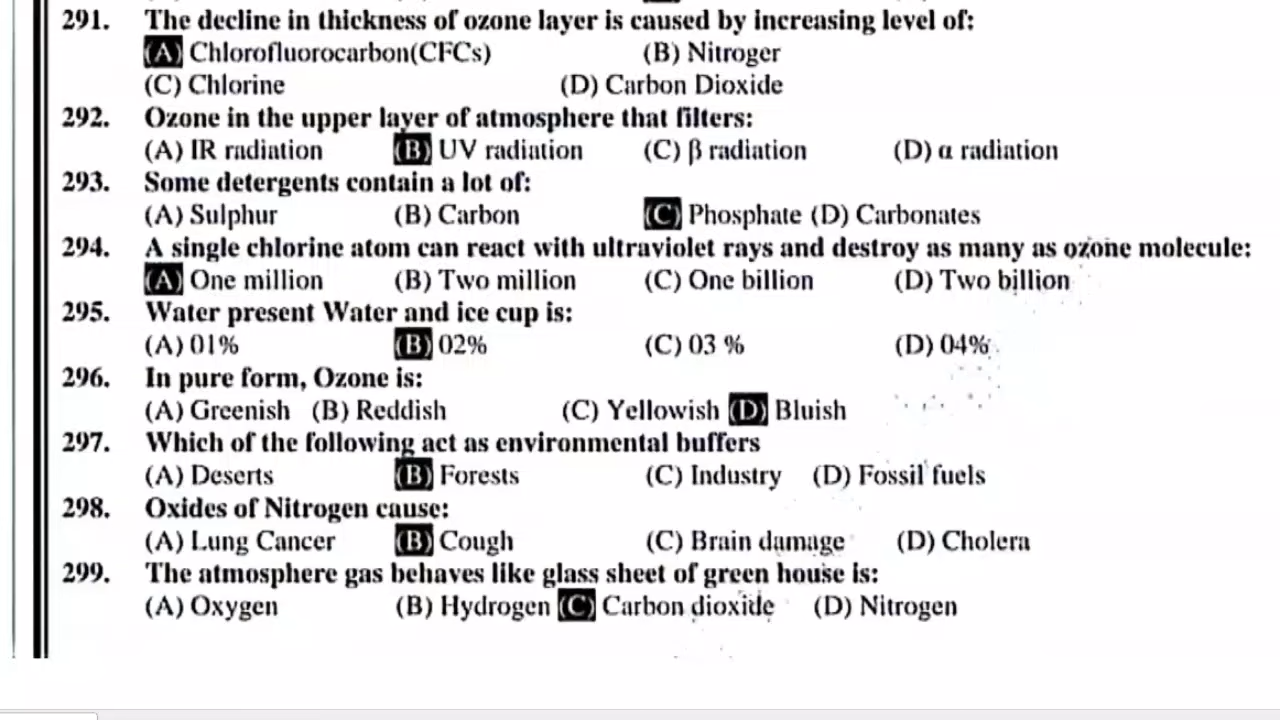 291. The decline in thickness of ozone layer is caused by increasing level of:
(A) Chlorofluorocarbon(CFCs) (B) Nitroger
(C) Chlorine (D) Carbon Dioxide
292. Ozone in the upper layer of atmosphere that filters:
(A) IR radiation (B) UV radiation (C) β radiation (D) α radiation
293. Some detergents contain a lot of:
(A) Sulphur (B) Carbon (C) Phosphate (D) Carbonates
294. A single chlorine atom can react with ultraviolet rays and destroy as many as ozone molecule:
(A) One million (B) Two million (C) One billion (D) Two billion
295. Water present Water and ice cup is:
(A) 01% (B) 02% (C) 03 % (D) 04%
296. In pure form, Ozone is:
(A) Greenish (B) Reddish (C) Yellowish (D) Bluish
297. Which of the following act as environmental buffers
(A) Deserts (B) Forests (C) Industry (D) Fossil fuels
298. Oxides of Nitrogen cause:
(A) Lung Cancer (B) Cough (C) Brain damage (D) Cholera
299. The atmosphere gas behaves like glass sheet of green house is:
(A) Oxygen (B) Hydrogen (C) Carbon dioxide (D) Nitrogen